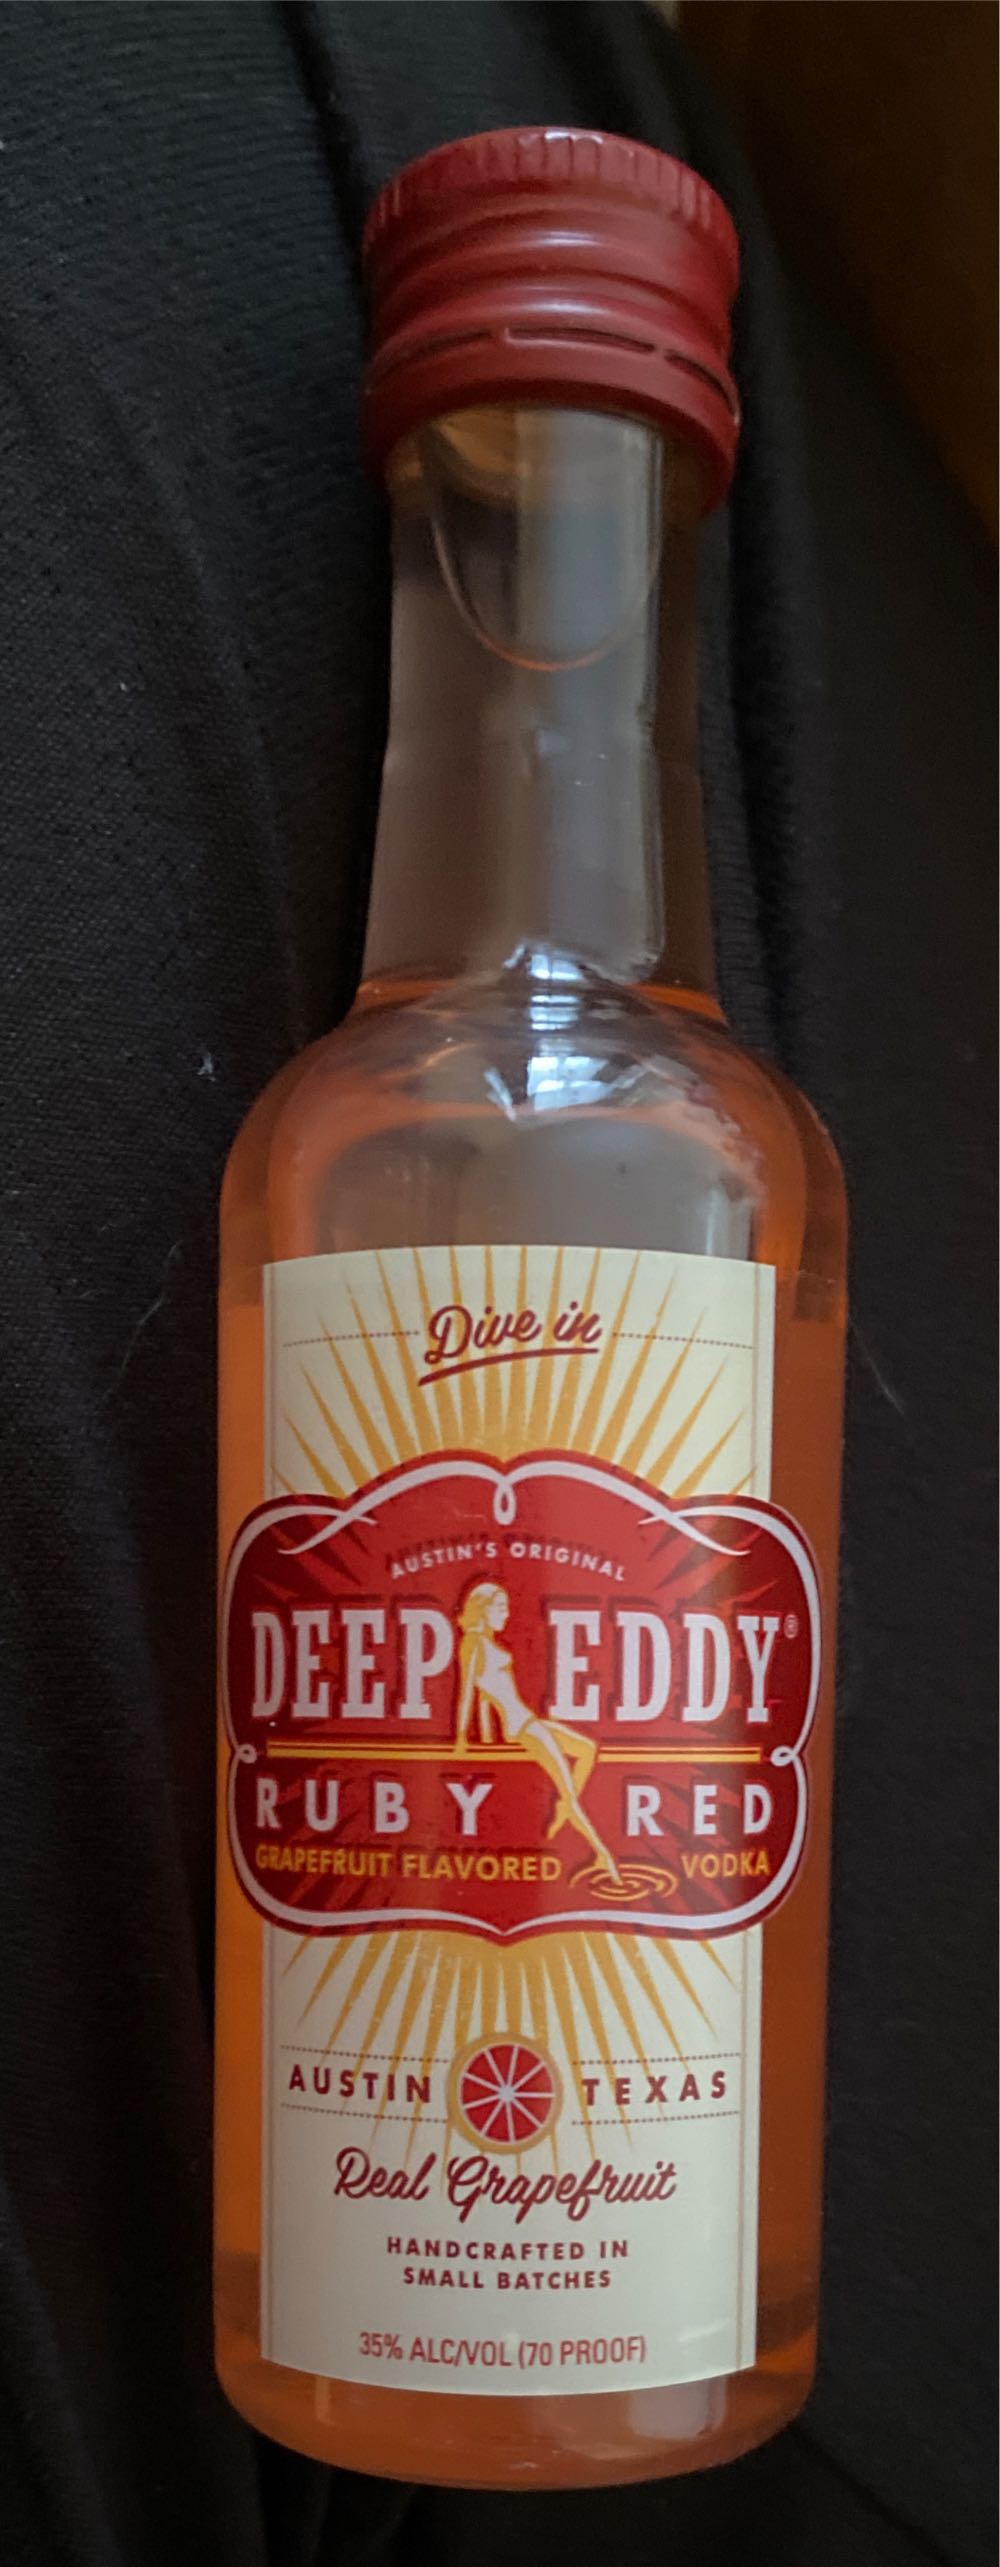 Dive in
AUSTIN'S ORIGINAL
DEEP EDDY®
RUBY RED
GRAPEFRUIT FLAVORED VODKA
AUSTIN TEXAS
Real Grapefruit
HANDCRAFTED IN
SMALL BATCHES
35% ALC/VOL (70 PROOF)